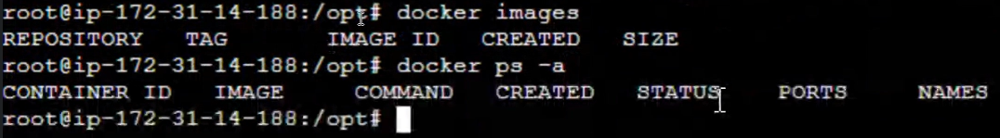 root@ip-172-31-14-188:/opt# docker images
REPOSITORY TAG IMAGE ID CREATED SIZE
root@ip-172-31-14-188:/opt# docker ps -a
CONTAINER ID IMAGE COMMAND CREATED STATUS PORTS NAMES
root@ip-172-31-14-188:/opt#